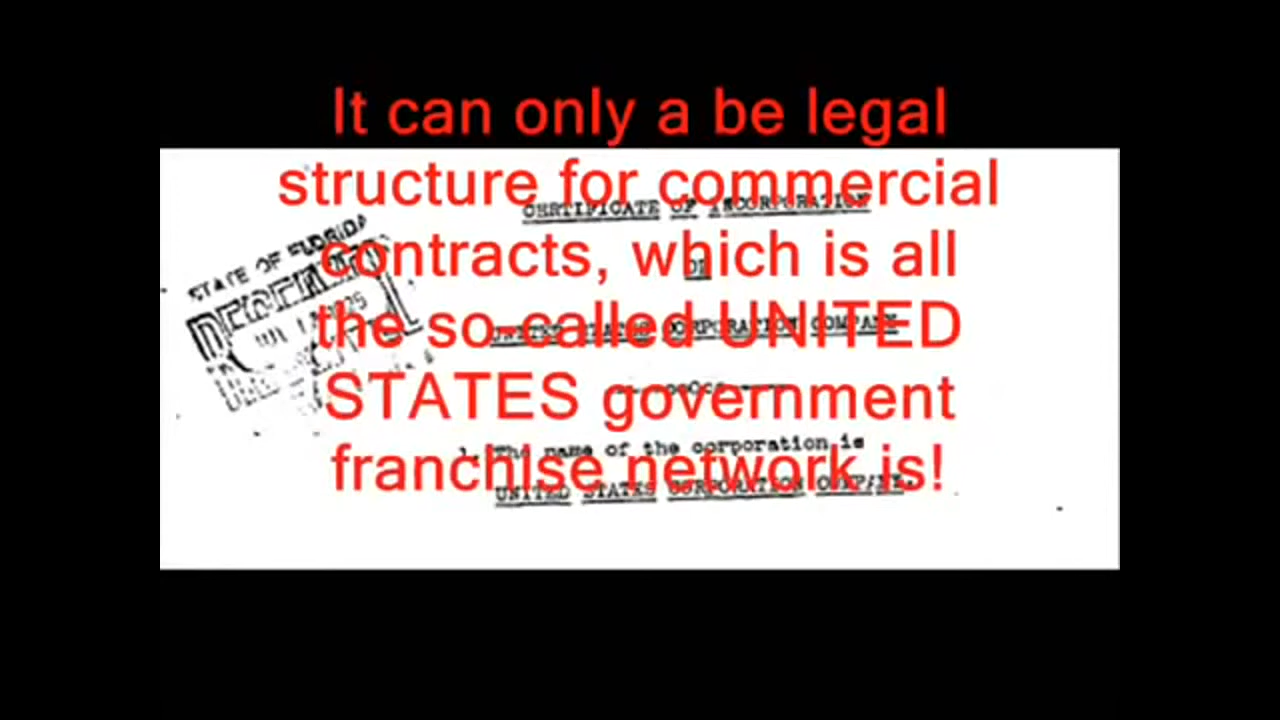 It can only a be legal
structure for commercial
CERTIFICATE OF INCORPORATION
STATE OF FLORIDA
contracts, which is all
OF
the so-called UNITED
UNITED STATES CORPORATION COMPANY
STATES government
1. The name of the corporation is
franchise network is!
UNITED STATES CORPORATION COMPANY.